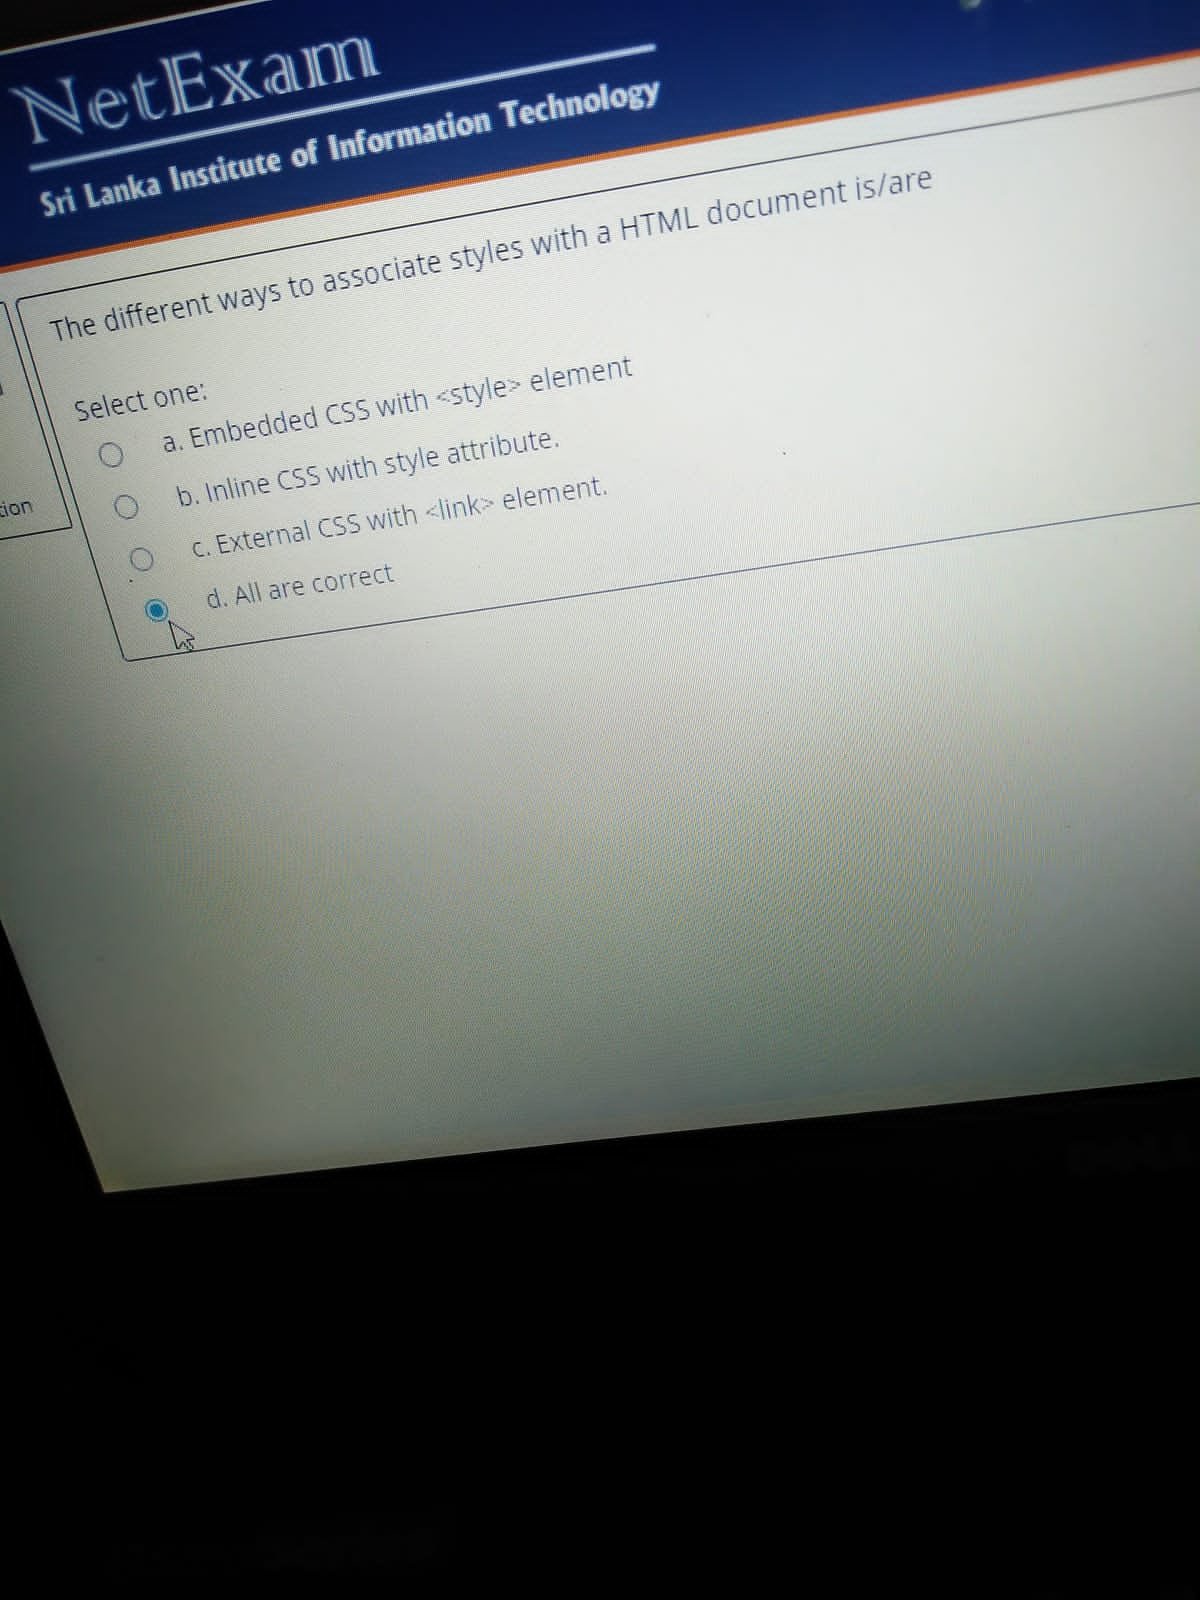 NetExam
Sri Lanka Institute of Information Technology
The different ways to associate styles with a HTML document is/are
Select one:
a. Embedded CSS with <style> element
b. Inline CSS with style attribute.
c. External CSS with <link> element.
d. All are correct